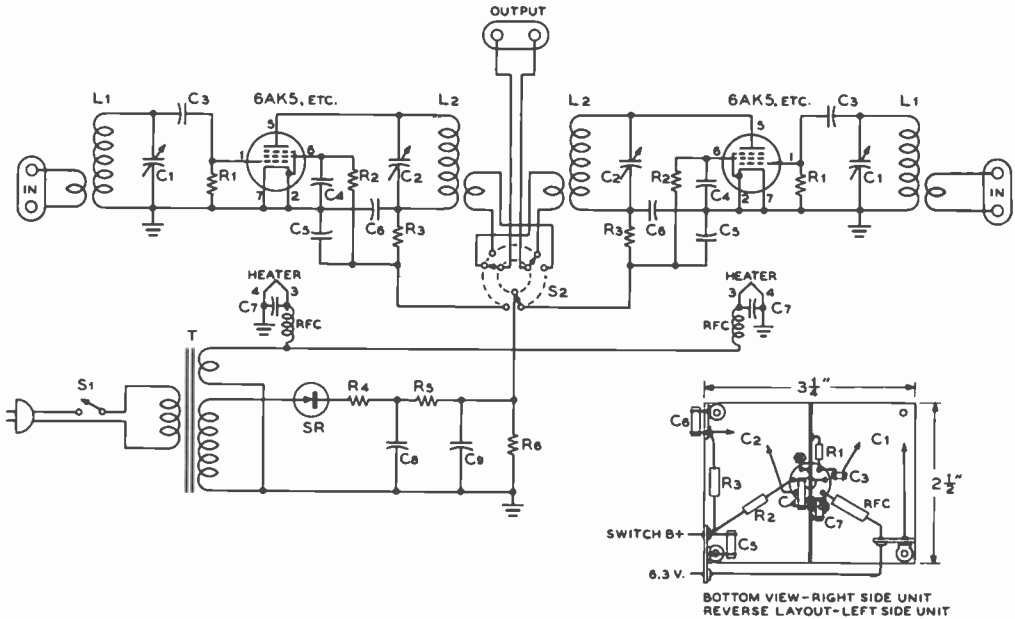 OUTPUT
L1
C3
6AK5, ETC.
L2
L2
6AK5, ETC.
C3
L1
5
5
IN
C1
R1
1
6
C4
R2
C2
C2
R2
6
C4
1
R1
C1
IN
7
2
C5
C6
R3
R3
C6
2
7
C5
S2
HEATER
4
3
C7
RFC
HEATER
3
4
C7
RFC
T
S1
SR
R4
R5
C8
C9
R6
3 1/4"
2 1/2"
C6
C2
C1
R1
C3
R3
C
R2
RFC
C7
SWITCH B+
C5
6.3 V.
BOTTOM VIEW-RIGHT SIDE UNIT
REVERSE LAYOUT-LEFT SIDE UNIT